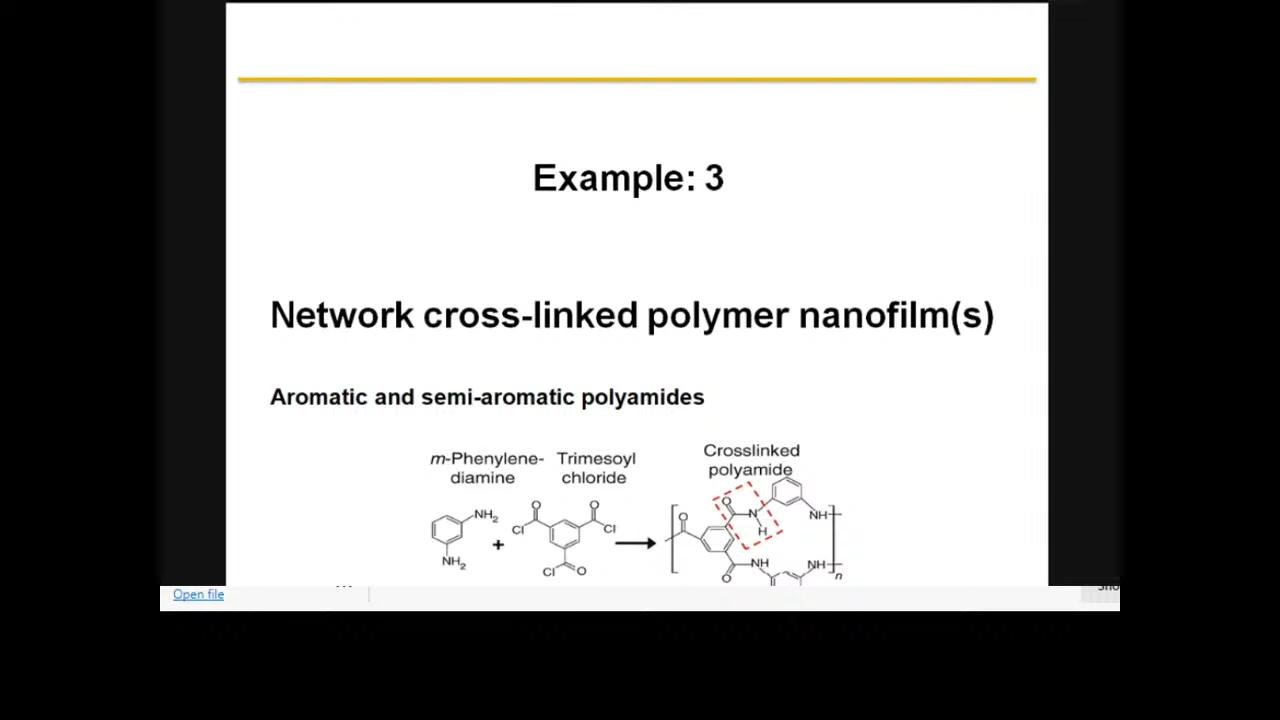 Example: 3
Network cross-linked polymer nanofilm(s)
Aromatic and semi-aromatic polyamides
m-Phenylene- Trimesoyl Crosslinked
diamine chloride polyamide
O O O O
NH2 Cl Cl N NH
+ H
NH2 Cl O O NH NH n
Open file